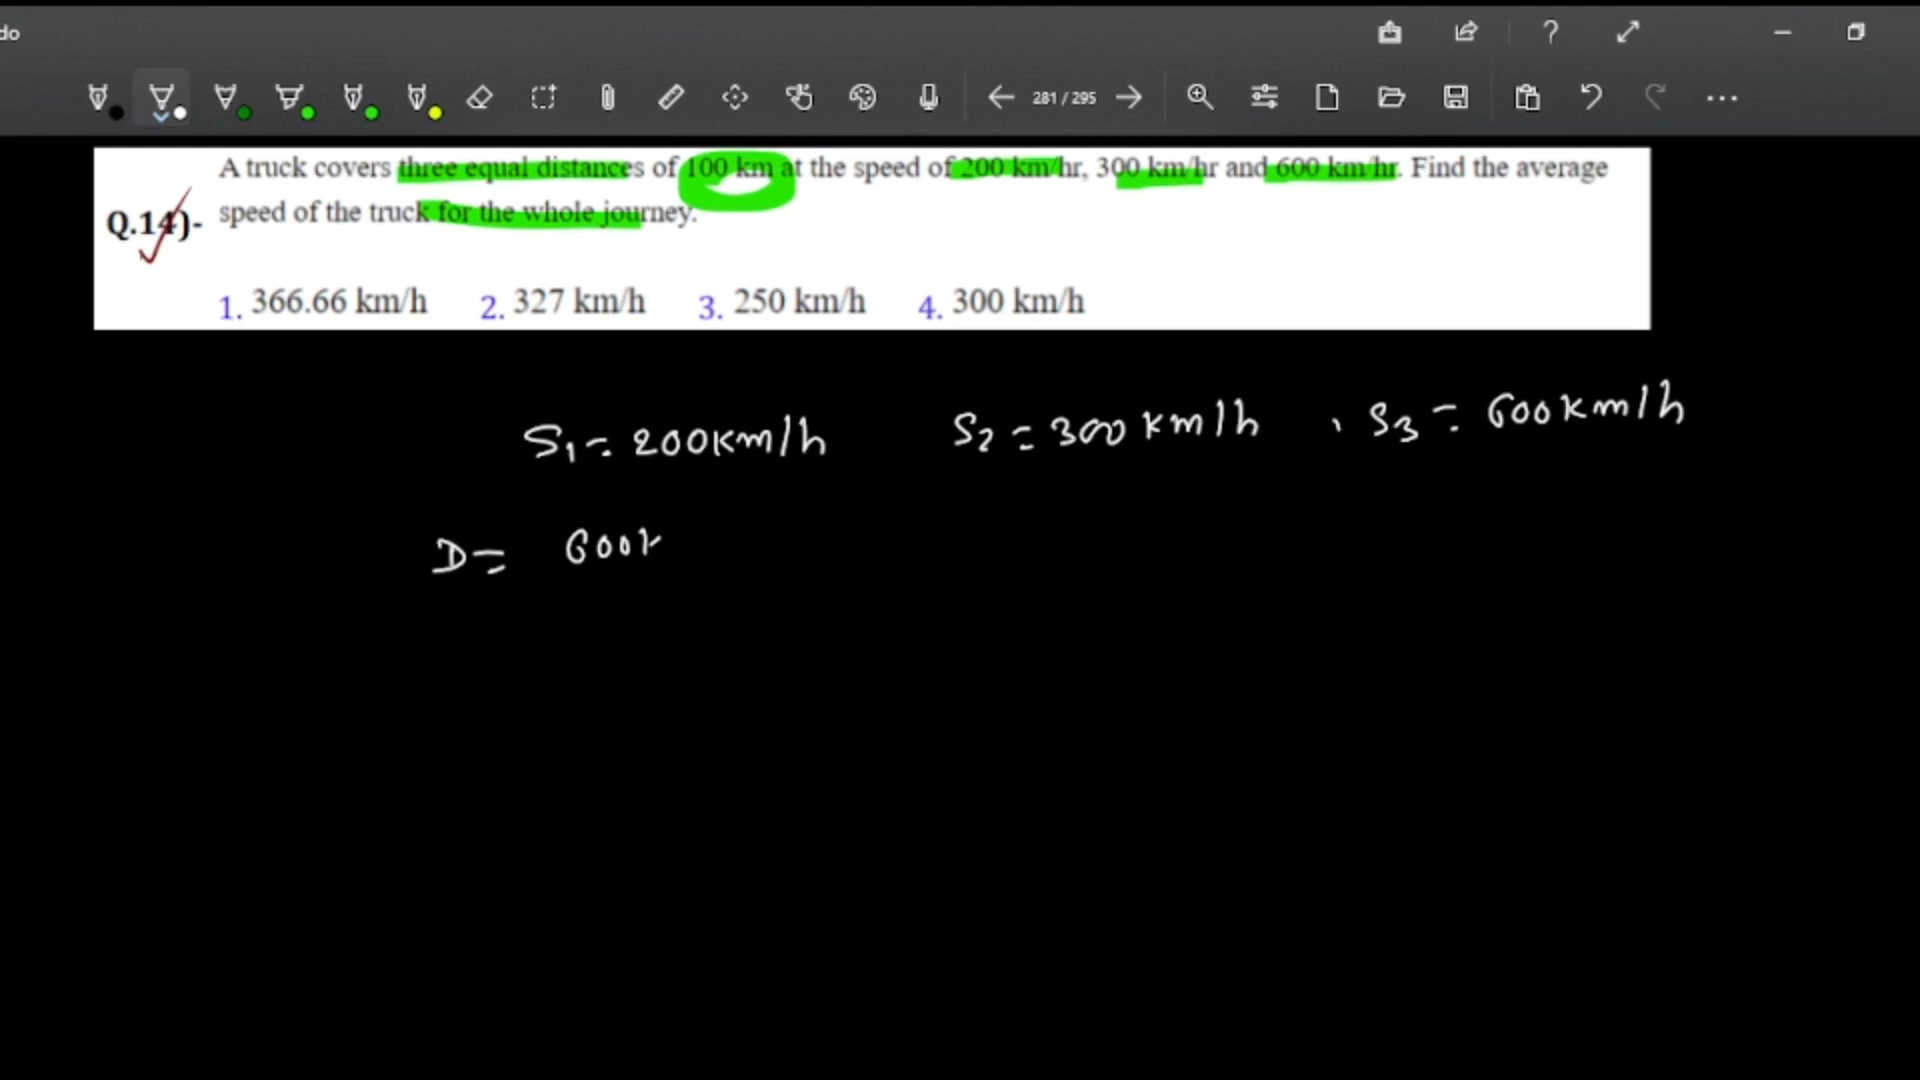 do
281 / 295
A truck covers three equal distances of 100 km at the speed of 200 km/hr, 300 km/hr and 600 km/hr. Find the average
Q.14)- speed of the truck for the whole journey.
1. 366.66 km/h 2. 327 km/h 3. 250 km/h 4. 300 km/h
S1 = 200km/h S2 = 300 km/h , S3 = 600km/h
D = 600k